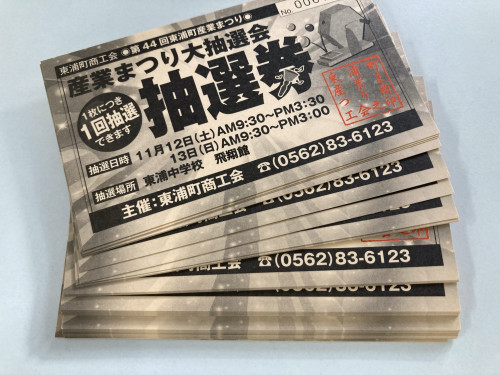 東浦町商工会 ●第44回東浦町産業まつり●
No.000
産業まつり大抽選会
1枚につき
1回抽選
できます
抽選券
抽選日時 11月12日(土)AM9:30~PM3:30
13日(日)AM9:30~PM3:00
抽選場所 東浦中学校 飛翔館
主催:東浦町商工会 ☎(0562)83-6123
☎(0562)83-6123
町商工会 ☎(0562)83-6123
☎(0562)83-6123